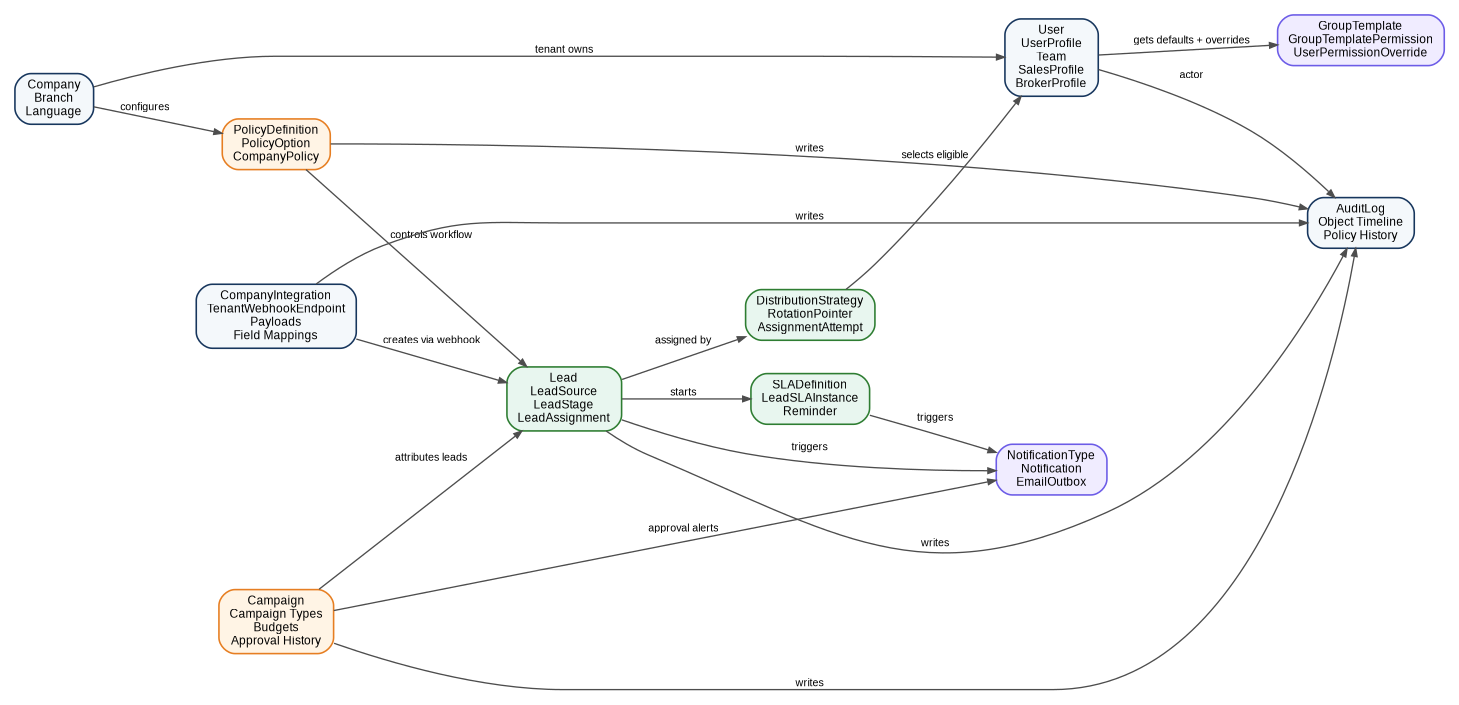 Company
Branch
Language
tenant owns
configures
User
UserProfile
Team
SalesProfile
BrokerProfile
gets defaults + overrides
GroupTemplate
GroupTemplatePermission
UserPermissionOverride
actor
PolicyDefinition
PolicyOption
CompanyPolicy
writes
selects eligible
controls workflow
writes
AuditLog
Object Timeline
Policy History
CompanyIntegration
TenantWebhookEndpoint
Payloads
Field Mappings
creates via webhook
DistributionStrategy
RotationPointer
AssignmentAttempt
assigned by
Lead
LeadSource
LeadStage
LeadAssignment
starts
SLADefinition
LeadSLAInstance
Reminder
triggers
triggers
NotificationType
Notification
EmailOutbox
attributes leads
approval alerts
writes
Campaign
Campaign Types
Budgets
Approval History
writes